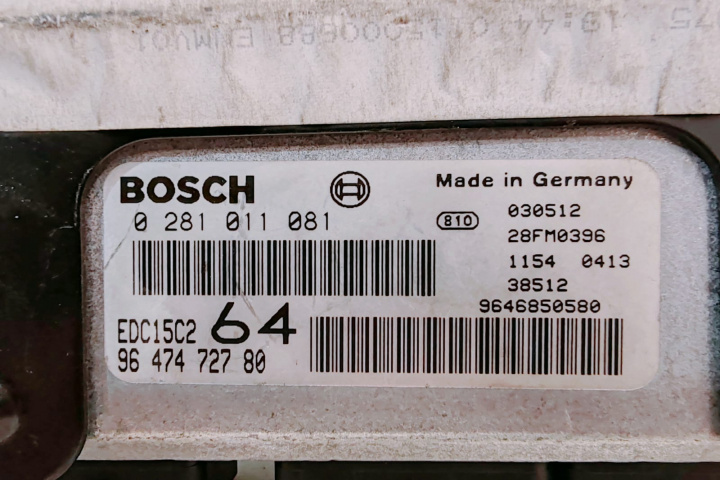 BOSCH
Made in Germany
0 281 011 081
810
030512
28FM0396
1154 0413
38512
9646850580
EDC15C2 64
96 474 727 80